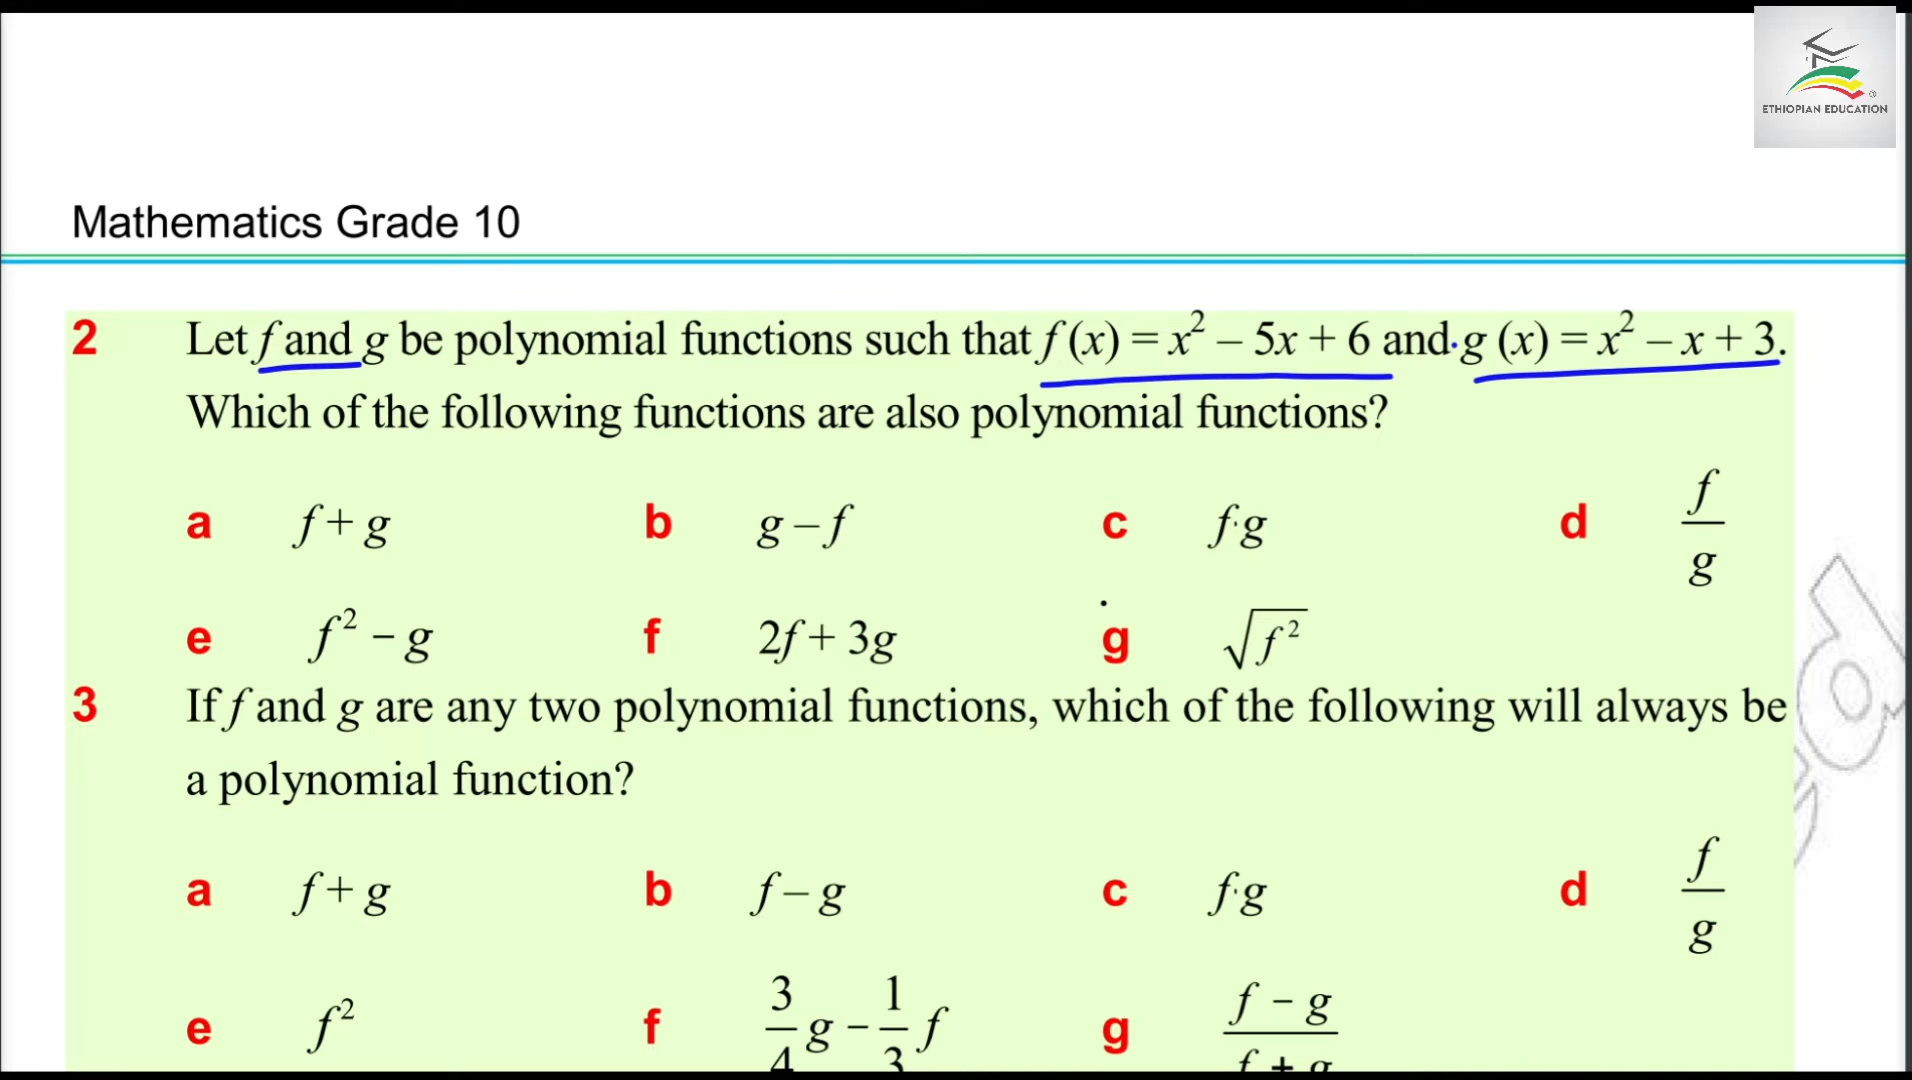 ETHIOPIAN EDUCATION
Mathematics Grade 10
2 Let f and g be polynomial functions such that f (x) = x² – 5x + 6 and g (x) = x² – x + 3.
Which of the following functions are also polynomial functions?
a f + g b g – f c f·g d f/g
e f² – g f 2f + 3g g √f²
3 If f and g are any two polynomial functions, which of the following will always be
a polynomial function?
a f + g b f – g c f·g d f/g
e f² f 3/4 g – 1/3 f g (f – g)/(f + g)